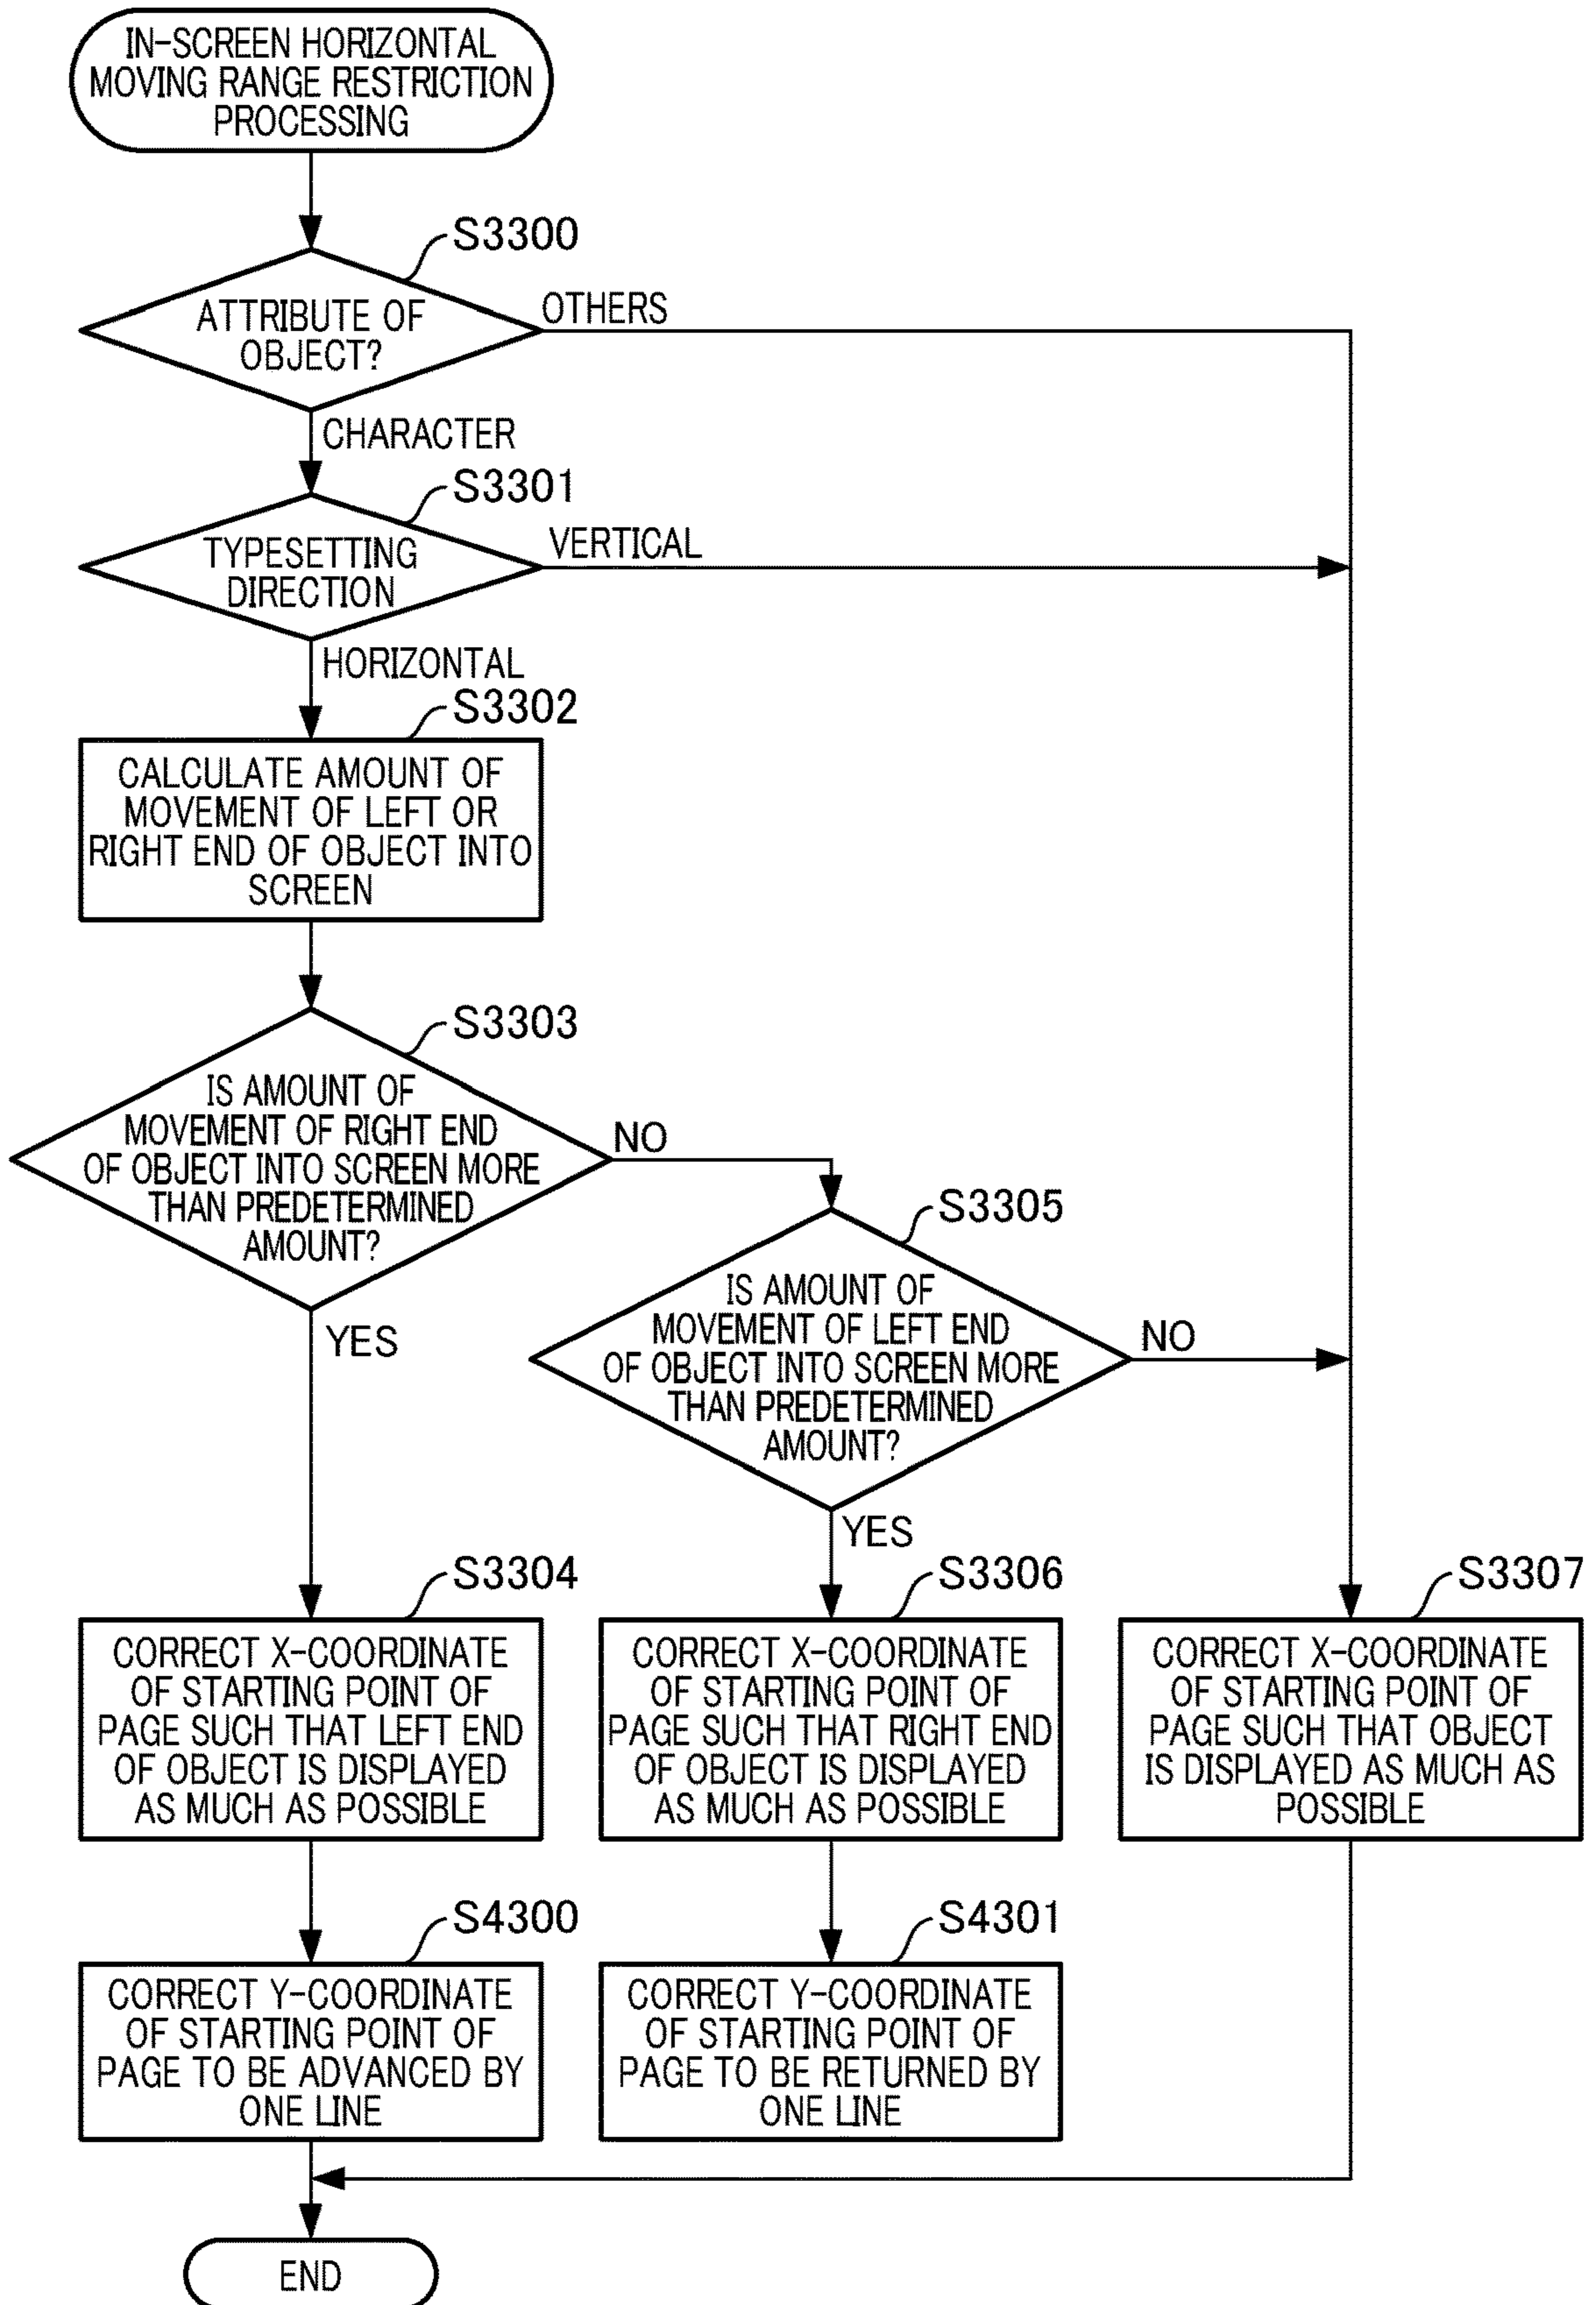 IN-SCREEN HORIZONTAL
MOVING RANGE RESTRICTION
PROCESSING
S3300
ATTRIBUTE OF
OBJECT?
OTHERS
CHARACTER
S3301
TYPESETTING
DIRECTION
VERTICAL
HORIZONTAL
S3302
CALCULATE AMOUNT OF
MOVEMENT OF LEFT OR
RIGHT END OF OBJECT INTO
SCREEN
S3303
IS AMOUNT OF
MOVEMENT OF RIGHT END
OF OBJECT INTO SCREEN MORE
THAN PREDETERMINED
AMOUNT?
NO
YES
S3305
IS AMOUNT OF
MOVEMENT OF LEFT END
OF OBJECT INTO SCREEN MORE
THAN PREDETERMINED
AMOUNT?
NO
YES
S3304
CORRECT X-COORDINATE
OF STARTING POINT OF
PAGE SUCH THAT LEFT END
OF OBJECT IS DISPLAYED
AS MUCH AS POSSIBLE
S3306
CORRECT X-COORDINATE
OF STARTING POINT OF
PAGE SUCH THAT RIGHT END
OF OBJECT IS DISPLAYED
AS MUCH AS POSSIBLE
S3307
CORRECT X-COORDINATE
OF STARTING POINT OF
PAGE SUCH THAT OBJECT
IS DISPLAYED AS MUCH AS
POSSIBLE
S4300
CORRECT Y-COORDINATE
OF STARTING POINT OF
PAGE TO BE ADVANCED BY
ONE LINE
S4301
CORRECT Y-COORDINATE
OF STARTING POINT OF
PAGE TO BE RETURNED BY
ONE LINE
END